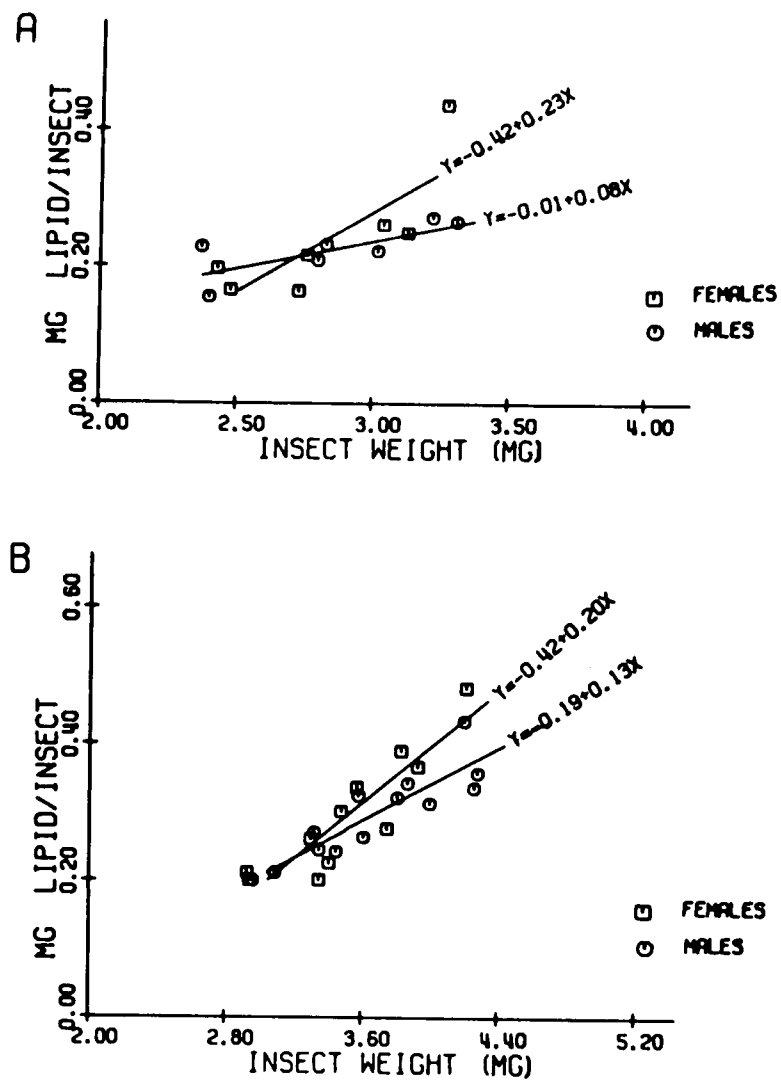 A
MG LIPID/INSECT
0.40
0.20
0.00
Y=-0.42+0.23X
Y=-0.01+0.08X
FEMALES
MALES
2.00 2.50 3.00 3.50 4.00
INSECT WEIGHT (MG)
B
MG LIPID/INSECT
0.60
0.40
0.20
0.00
Y=-0.42+0.20X
Y=-0.19+0.13X
FEMALES
MALES
2.00 2.80 3.60 4.40 5.20
INSECT WEIGHT (MG)